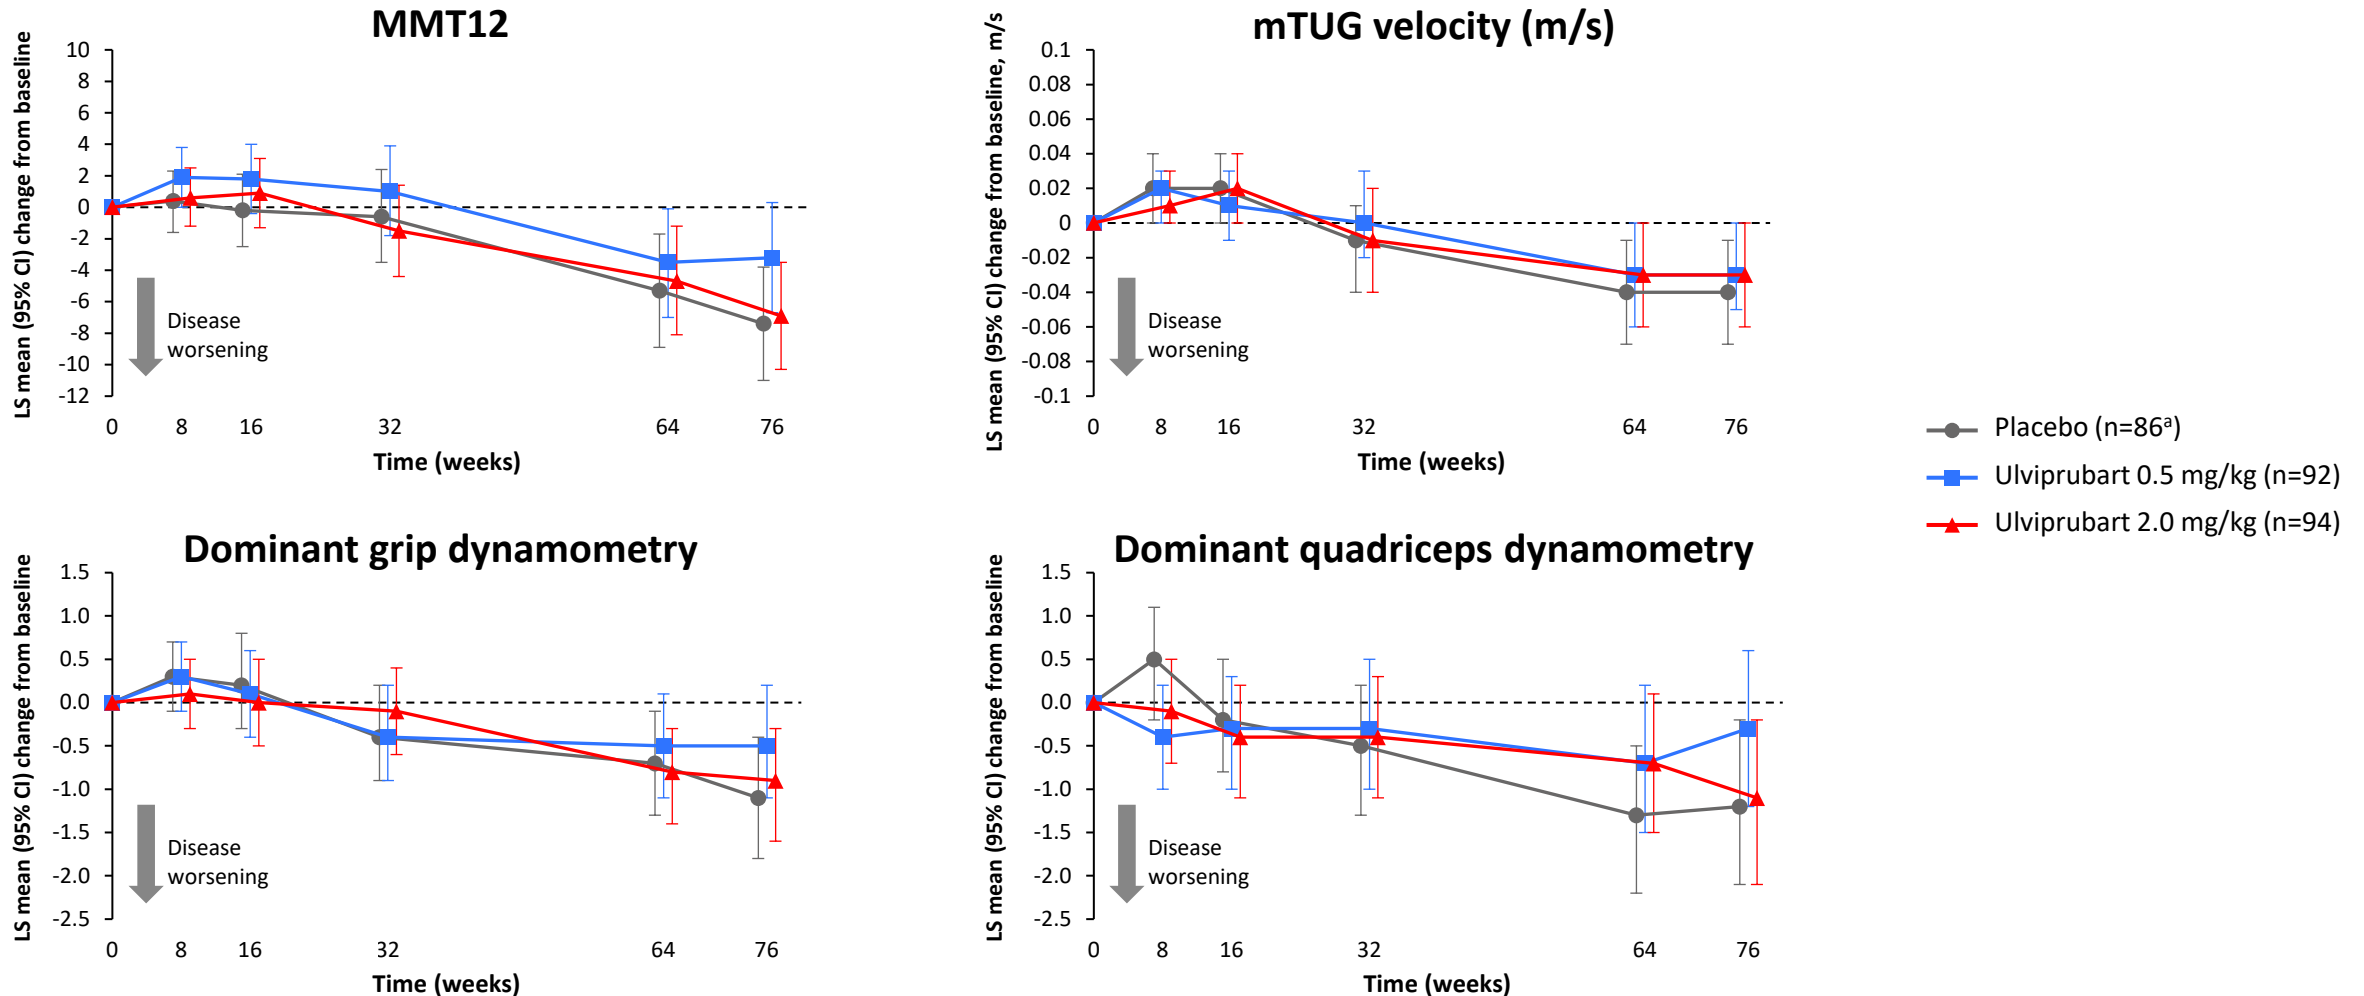 MMT12
LS mean (95% CI) change from baseline
10
8
6
4
2
0
-2
-4
-6
-8
-10
-12
Disease
worsening
0 8 16 32 64 76
Time (weeks)
mTUG velocity (m/s)
LS mean (95% CI) change from baseline, m/s
0.1
0.08
0.06
0.04
0.02
0
-0.02
-0.04
-0.06
-0.08
-0.1
Disease
worsening
0 8 16 32 64 76
Time (weeks)
Placebo (n=86ᵃ)
Ulviprubart 0.5 mg/kg (n=92)
Ulviprubart 2.0 mg/kg (n=94)
Dominant grip dynamometry
LS mean (95% CI) change from baseline
1.5
1.0
0.5
0.0
-0.5
-1.0
-1.5
-2.0
-2.5
Disease
worsening
0 8 16 32 64 76
Time (weeks)
Dominant quadriceps dynamometry
LS mean (95% CI) change from baseline
1.5
1.0
0.5
0.0
-0.5
-1.0
-1.5
-2.0
-2.5
Disease
worsening
0 8 16 32 64 76
Time (weeks)